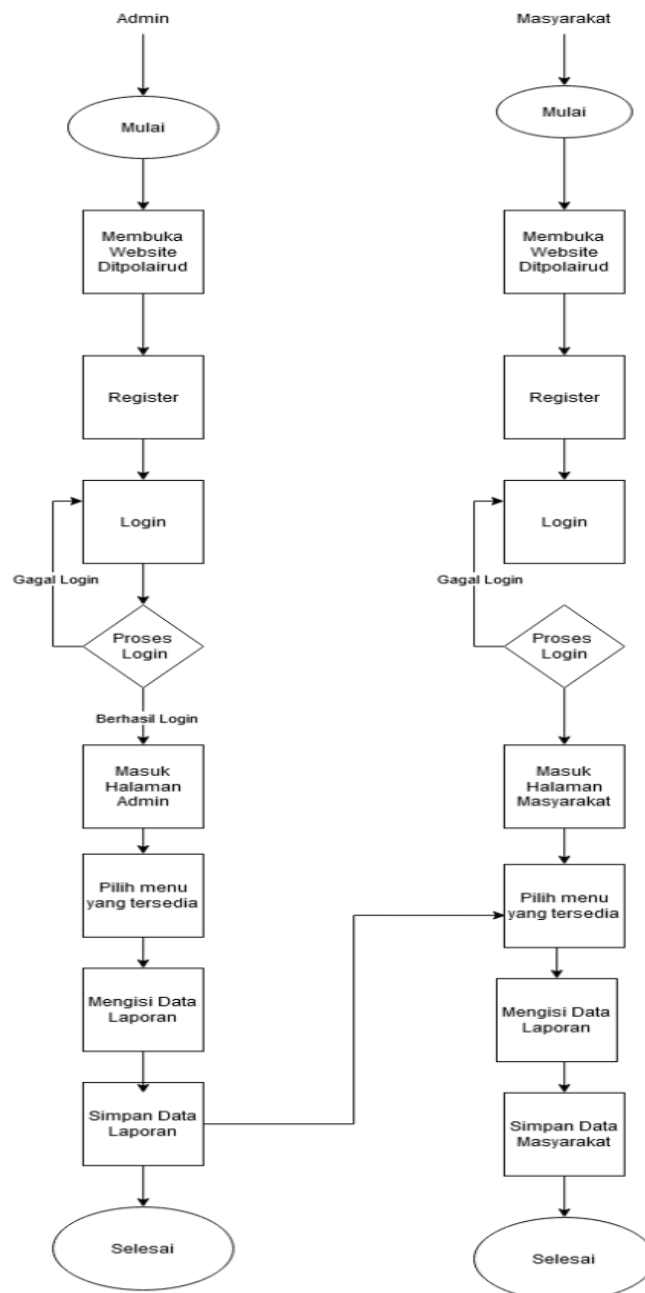 Admin
Mulai
Membuka
Website
Ditpolairud
Register
Login
Gagal Login
Proses
Login
Berhasil Login
Masuk
Halaman
Admin
Pilih menu
yang tersedia
Mengisi Data
Laporan
Simpan Data
Laporan
Selesai
Masyarakat
Mulai
Membuka
Website
Ditpolairud
Register
Login
Gagal Login
Proses
Login
Masuk
Halaman
Masyarakat
Pilih menu
yang tersedia
Mengisi Data
Laporan
Simpan Data
Masyarakat
Selesai